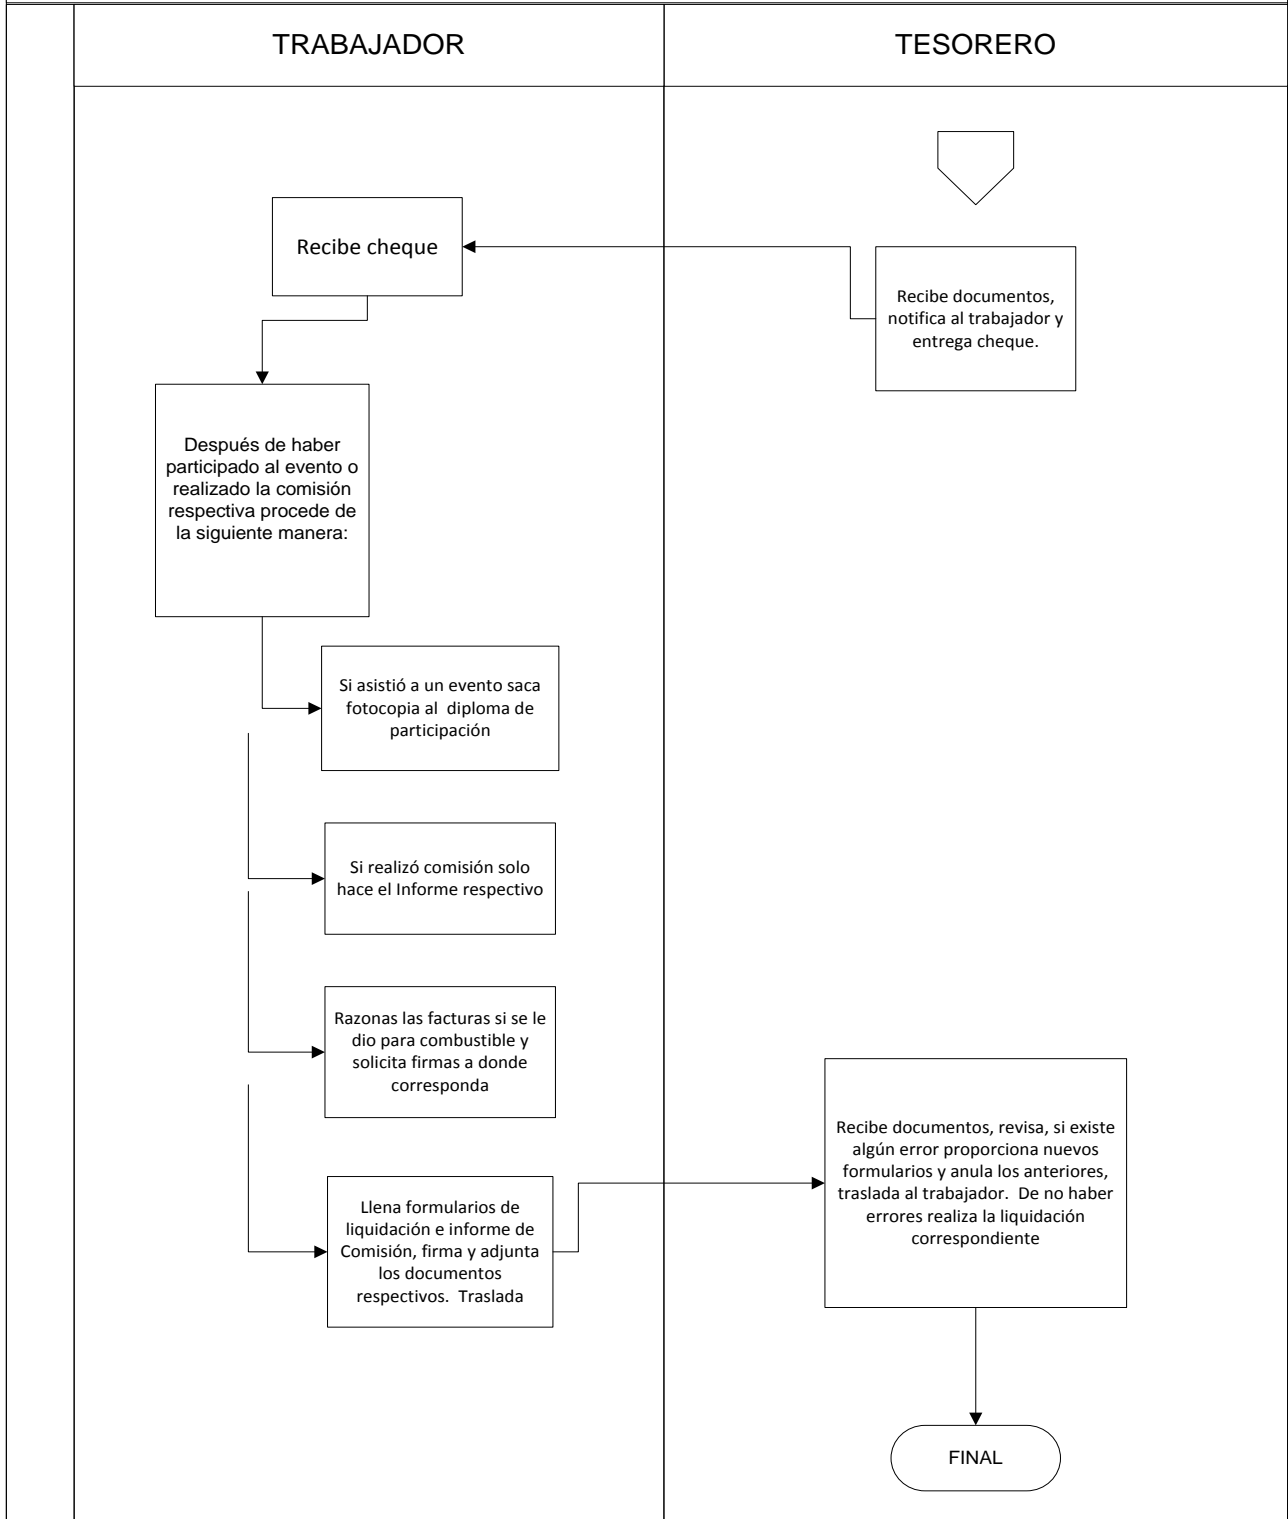 TRABAJADOR
TESORERO
Recibe cheque
Recibe documentos,
notifica al trabajador y
entrega cheque.
Después de haber
participado al evento o
realizado la comisión
respectiva procede de
la siguiente manera:
Si asistió a un evento saca
fotocopia al diploma de
participación
Si realizó comisión solo
hace el Informe respectivo
Razonas las facturas si se le
dio para combustible y
solicita firmas a donde
corresponda
Llena formularios de
liquidación e informe de
Comisión, firma y adjunta
los documentos
respectivos. Traslada
Recibe documentos, revisa, si existe
algún error proporciona nuevos
formularios y anula los anteriores,
traslada al trabajador. De no haber
errores realiza la liquidación
correspondiente
FINAL